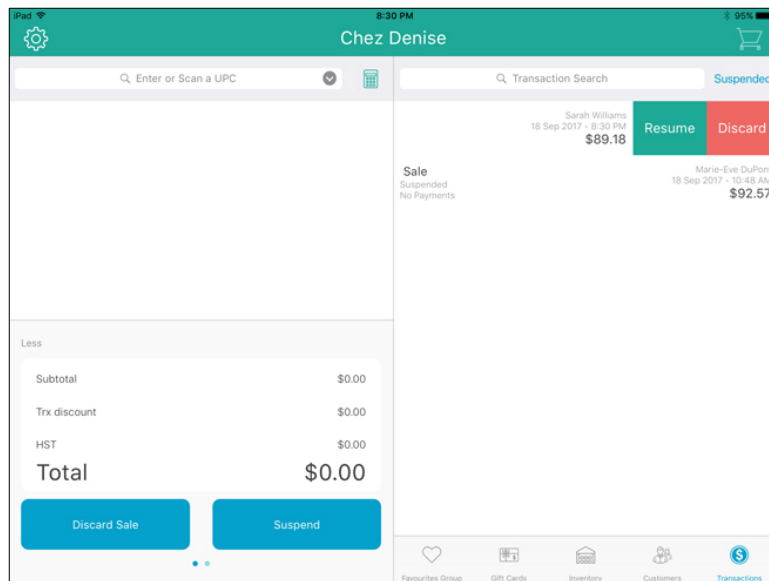 iPad 8:30 PM 95%
Chez Denise
Enter or Scan a UPC
Transaction Search Suspended
Sarah Williams
18 Sep 2017 - 8:30 PM
$89.18
Resume Discard
Sale
Suspended
No Payments
Marie-Eve DuPont
18 Sep 2017 - 10:48 AM
$92.57
Less
Subtotal $0.00
Trx discount $0.00
HST $0.00
Total $0.00
Discard Sale Suspend
Favourites Group Gift Cards Inventory Customers Transactions